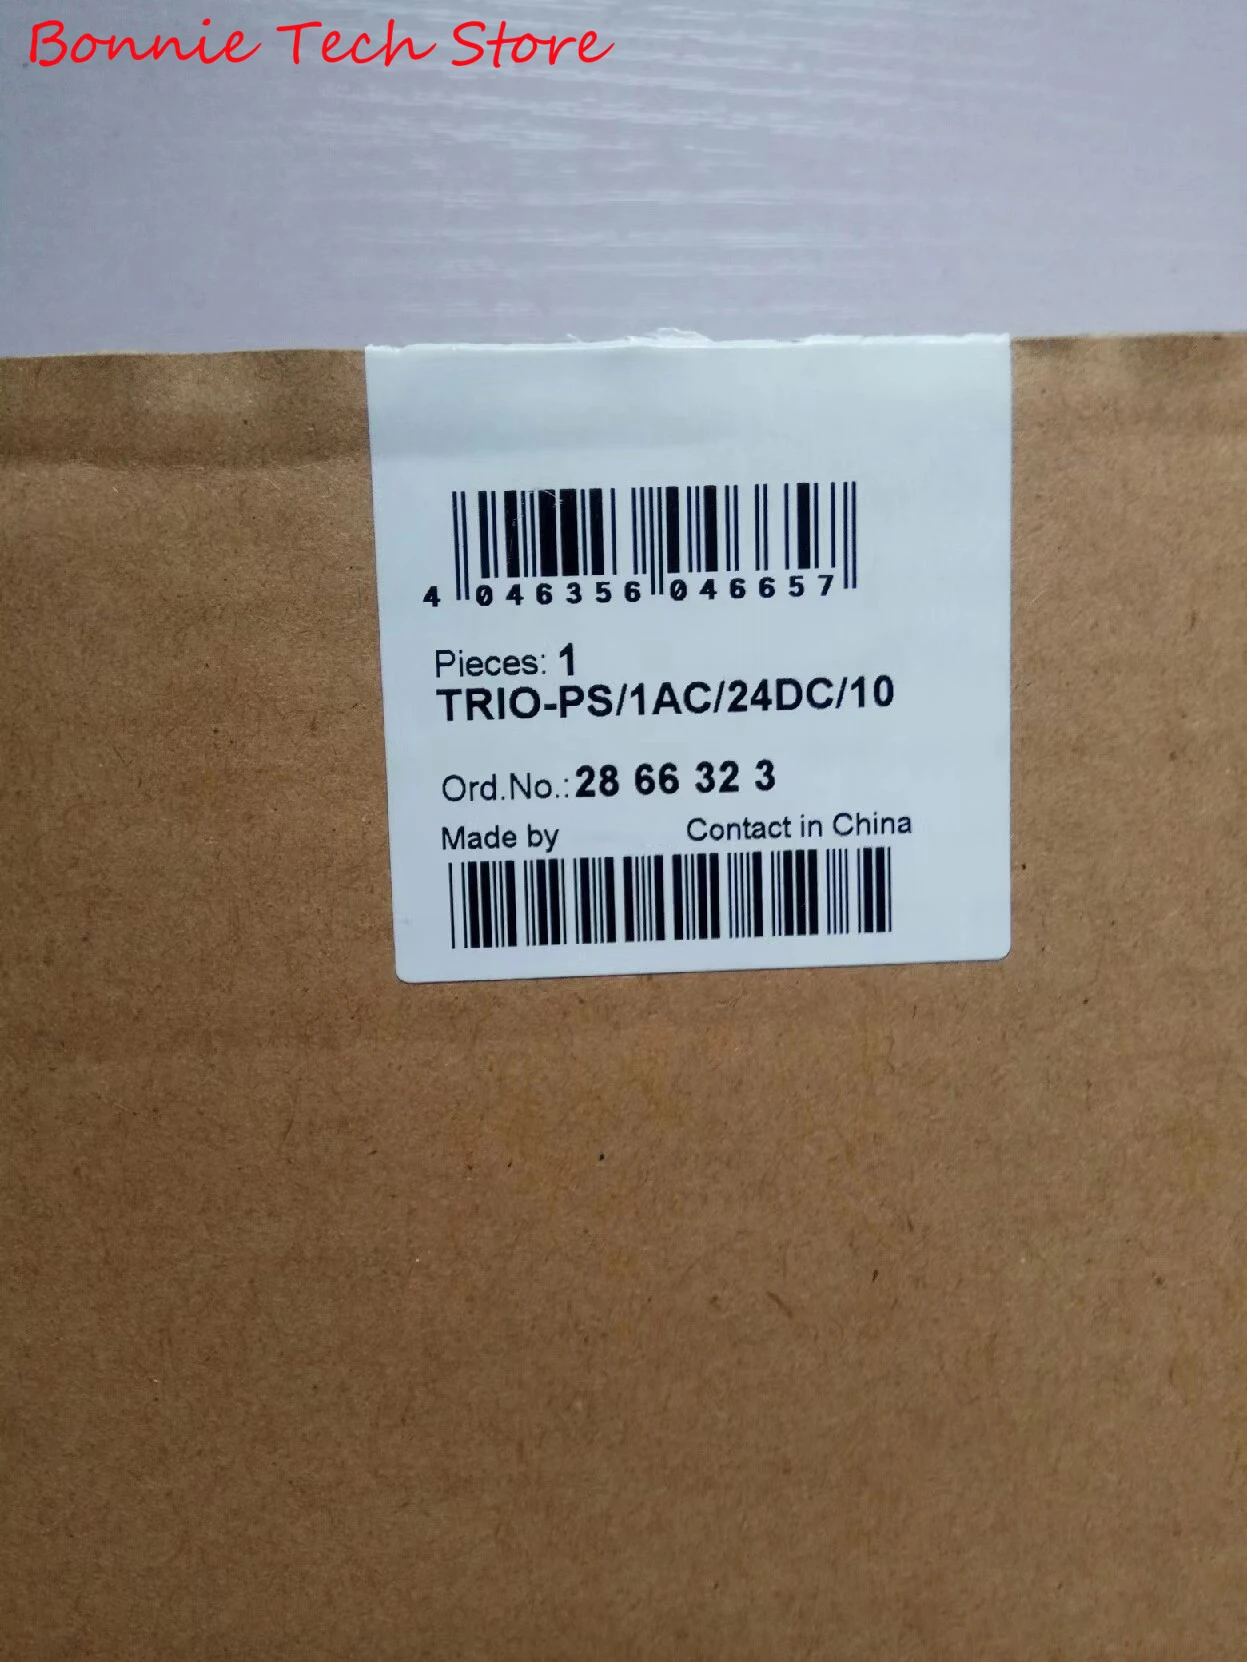 Bonnie Tech Store
4 046356 046657
Pieces: 1
TRIO-PS/1AC/24DC/10
Ord.No.: 28 66 32 3
Made by Contact in China